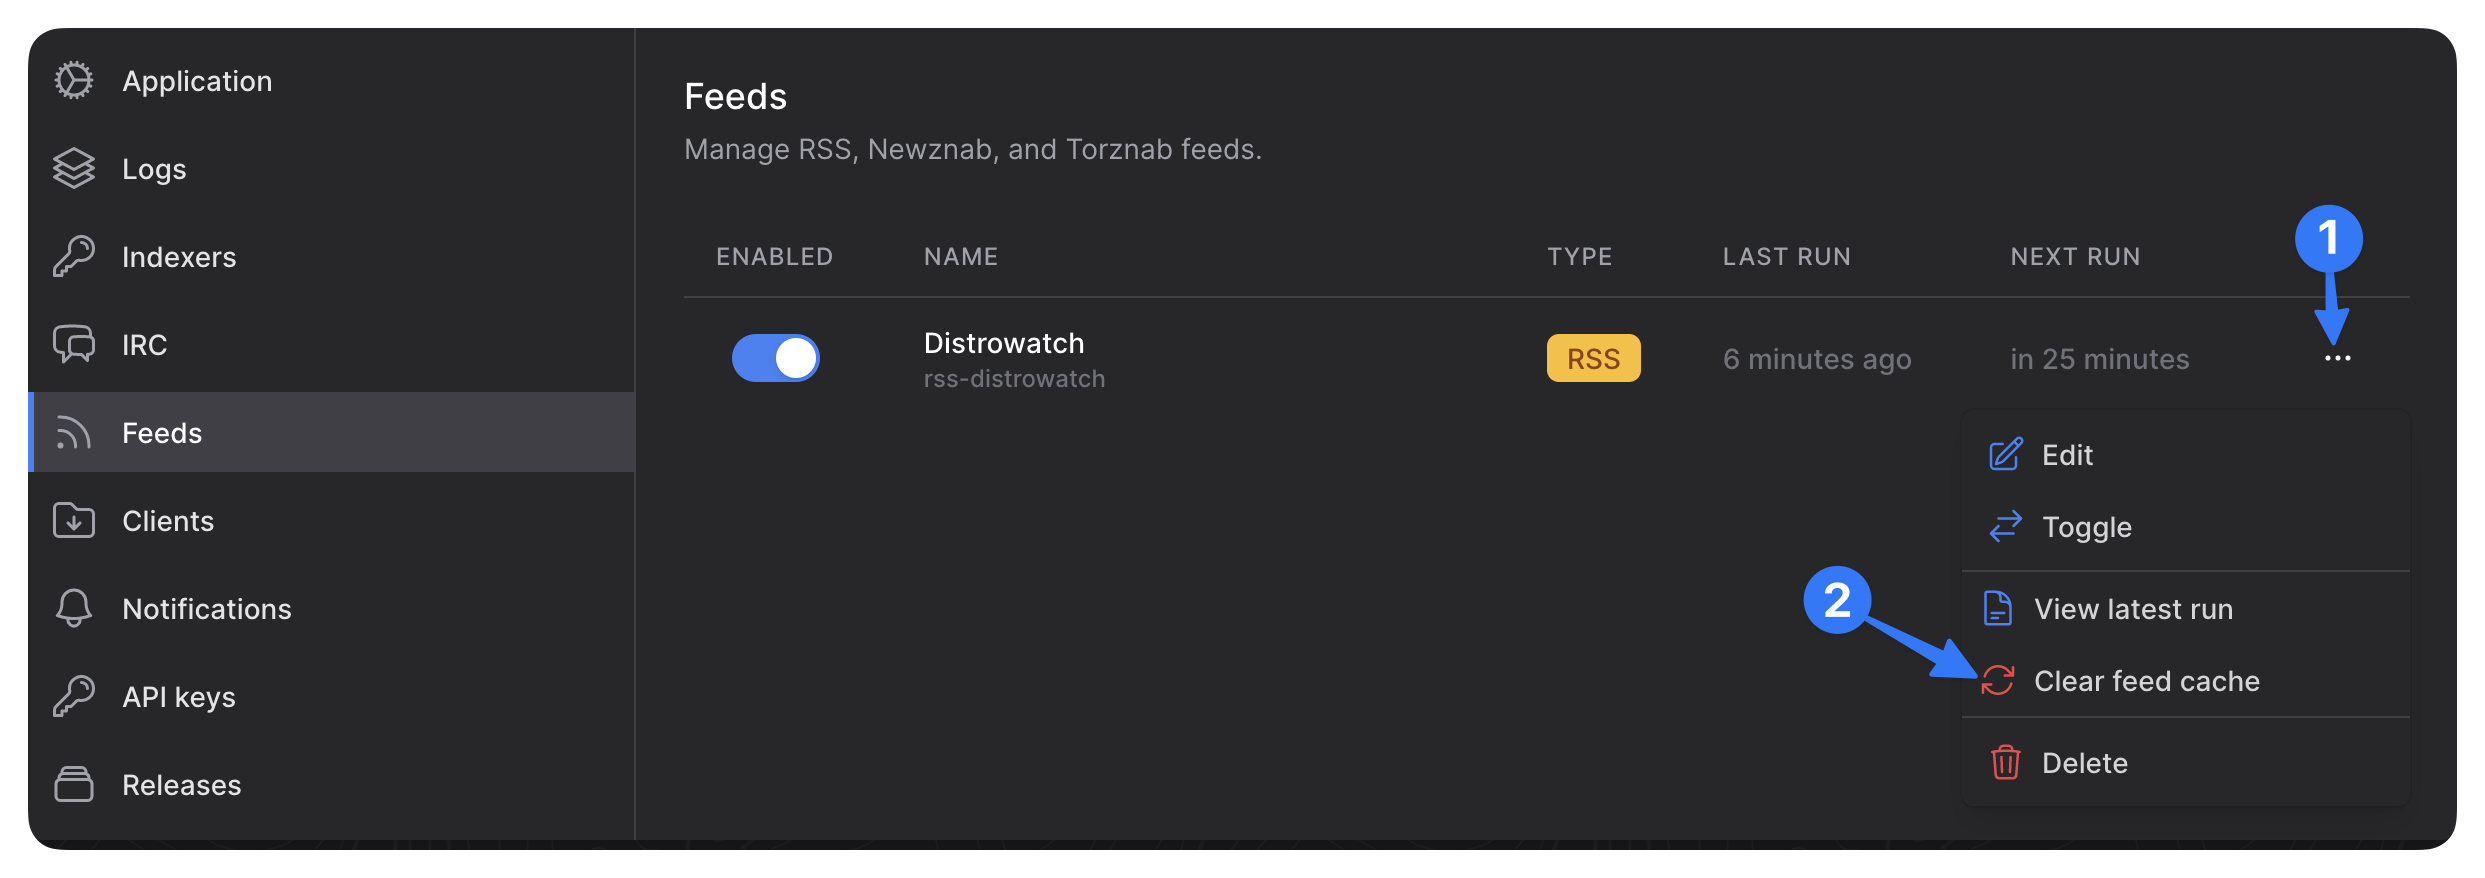 Application
Logs
Indexers
IRC
Feeds
Clients
Notifications
API keys
Releases
Feeds
Manage RSS, Newznab, and Torznab feeds.
ENABLED NAME TYPE LAST RUN NEXT RUN
1
Distrowatch
rss-distrowatch
RSS
6 minutes ago
in 25 minutes
Edit
Toggle
2
View latest run
Clear feed cache
Delete